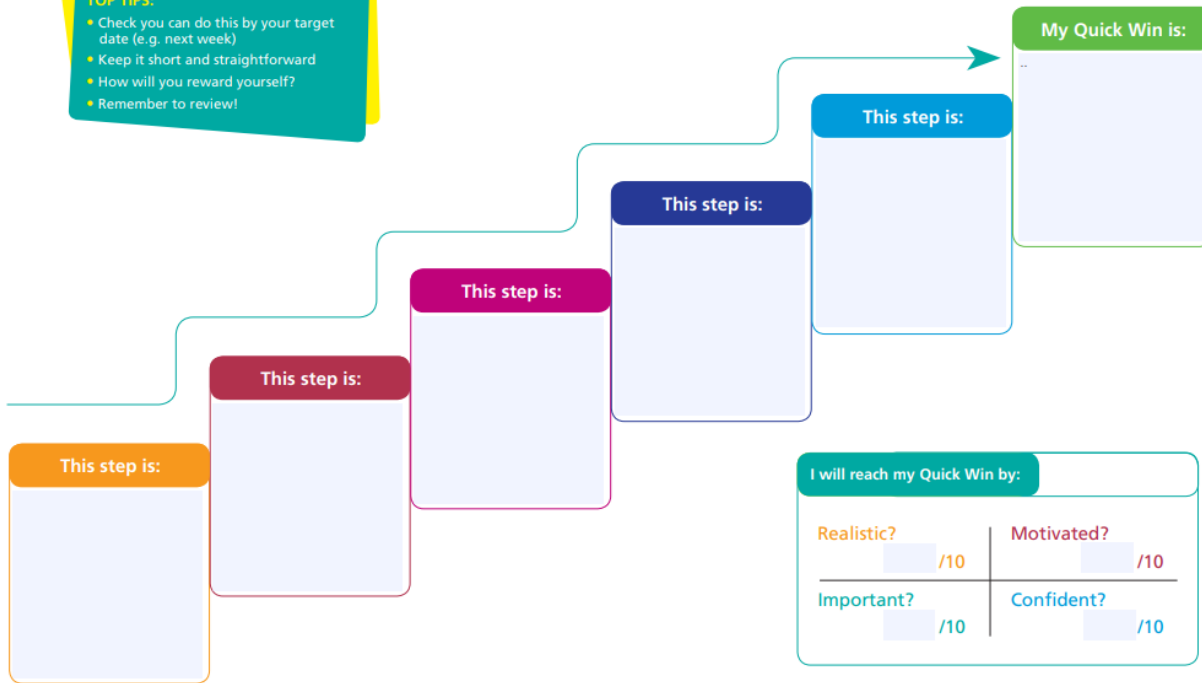 TOP TIPS:
• Check you can do this by your target
date (e.g. next week)
• Keep it short and straightforward
• How will you reward yourself?
• Remember to review!
My Quick Win is:
..
This step is:
This step is:
This step is:
This step is:
This step is:
I will reach my Quick Win by:
Realistic?
/10
Motivated?
/10
Important?
/10
Confident?
/10